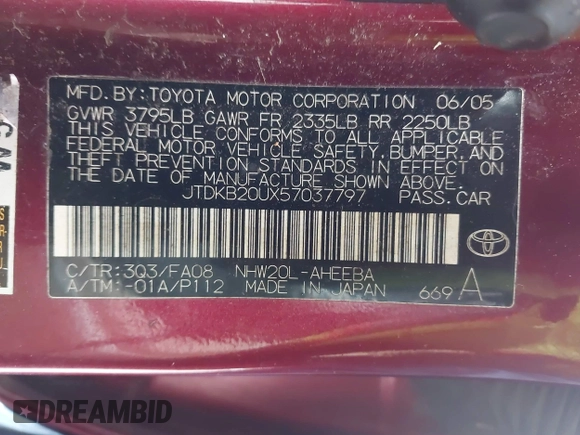 MFD. BY: TOYOTA MOTOR CORPORATION 06/05
GVWR 3795LB GAWR FR 2335LB RR 2250LB
THIS VEHICLE CONFORMS TO ALL APPLICABLE
FEDERAL MOTOR VEHICLE SAFETY, BUMPER, AND
THEFT PREVENTION STANDARDS IN EFFECT ON
THE DATE OF MANUFACTURE SHOWN ABOVE.
JTDKB20UX57037797 PASS. CAR
C/TR: 3Q3/FA08 NHW20L-AHEEBA
A/TM: -01A/P112 MADE IN JAPAN 669 A
TOYOTA
DREAMBID